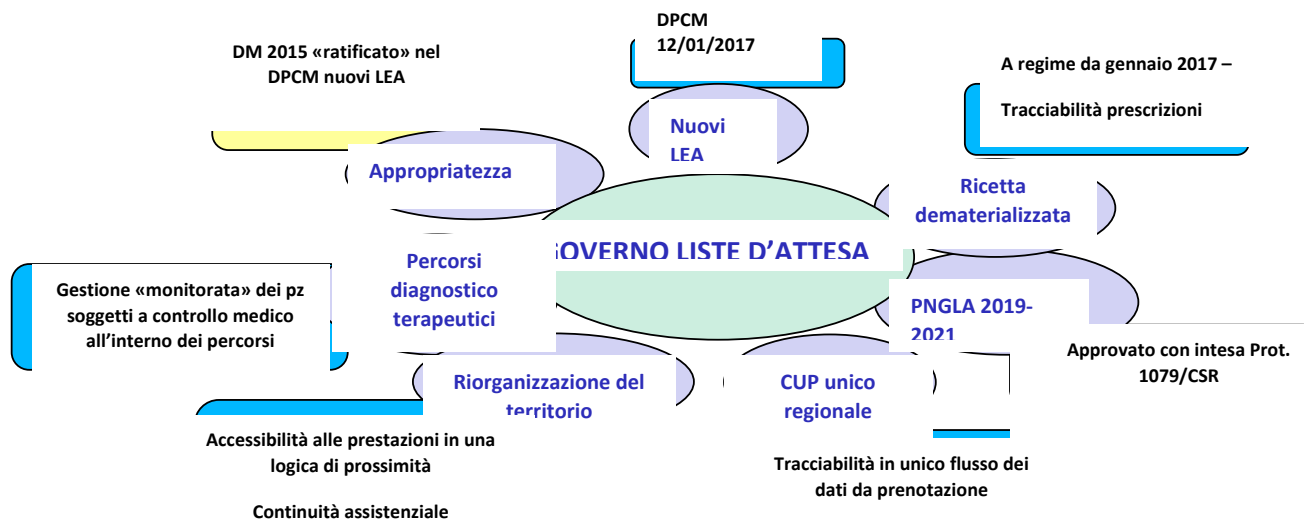 DPCM
12/01/2017
DM 2015 «ratificato» nel
DPCM nuovi LEA
A regime da gennaio 2017 –
Tracciabilità prescrizioni
Nuovi
LEA
Appropriatezza
Ricetta
dematerializzata
GOVERNO LISTE D’ATTESA
Percorsi
diagnostico
terapeutici
Gestione «monitorata» dei pz
soggetti a controllo medico
all’interno dei percorsi
PNGLA 2019-
2021
Approvato con intesa Prot.
1079/CSR
Riorganizzazione del
territorio
CUP unico
regionale
Accessibilità alle prestazioni in una
logica di prossimità
Continuità assistenziale
Tracciabilità in unico flusso dei
dati da prenotazione